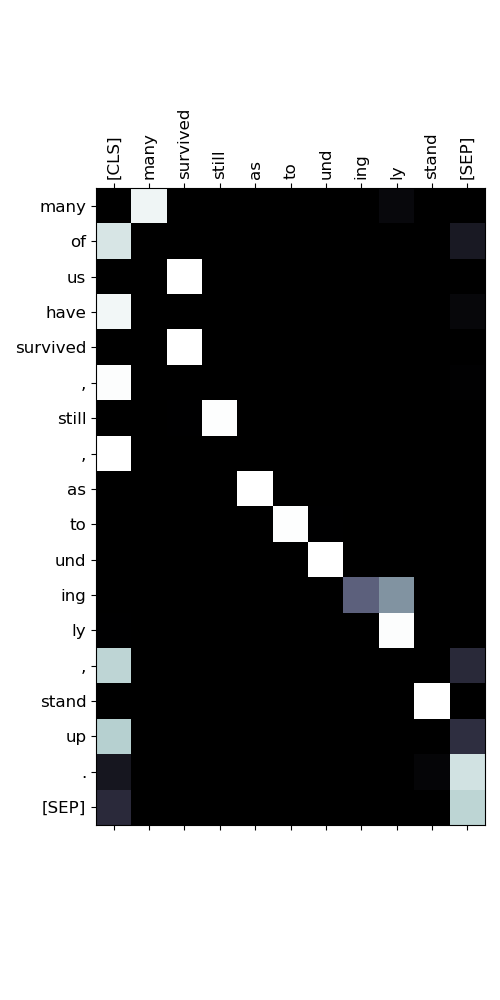 [CLS] many survived still as to und ing ly stand [SEP]
many
of
us
have
survived
,
still
,
as
to
und
ing
ly
,
stand
up
.
[SEP]